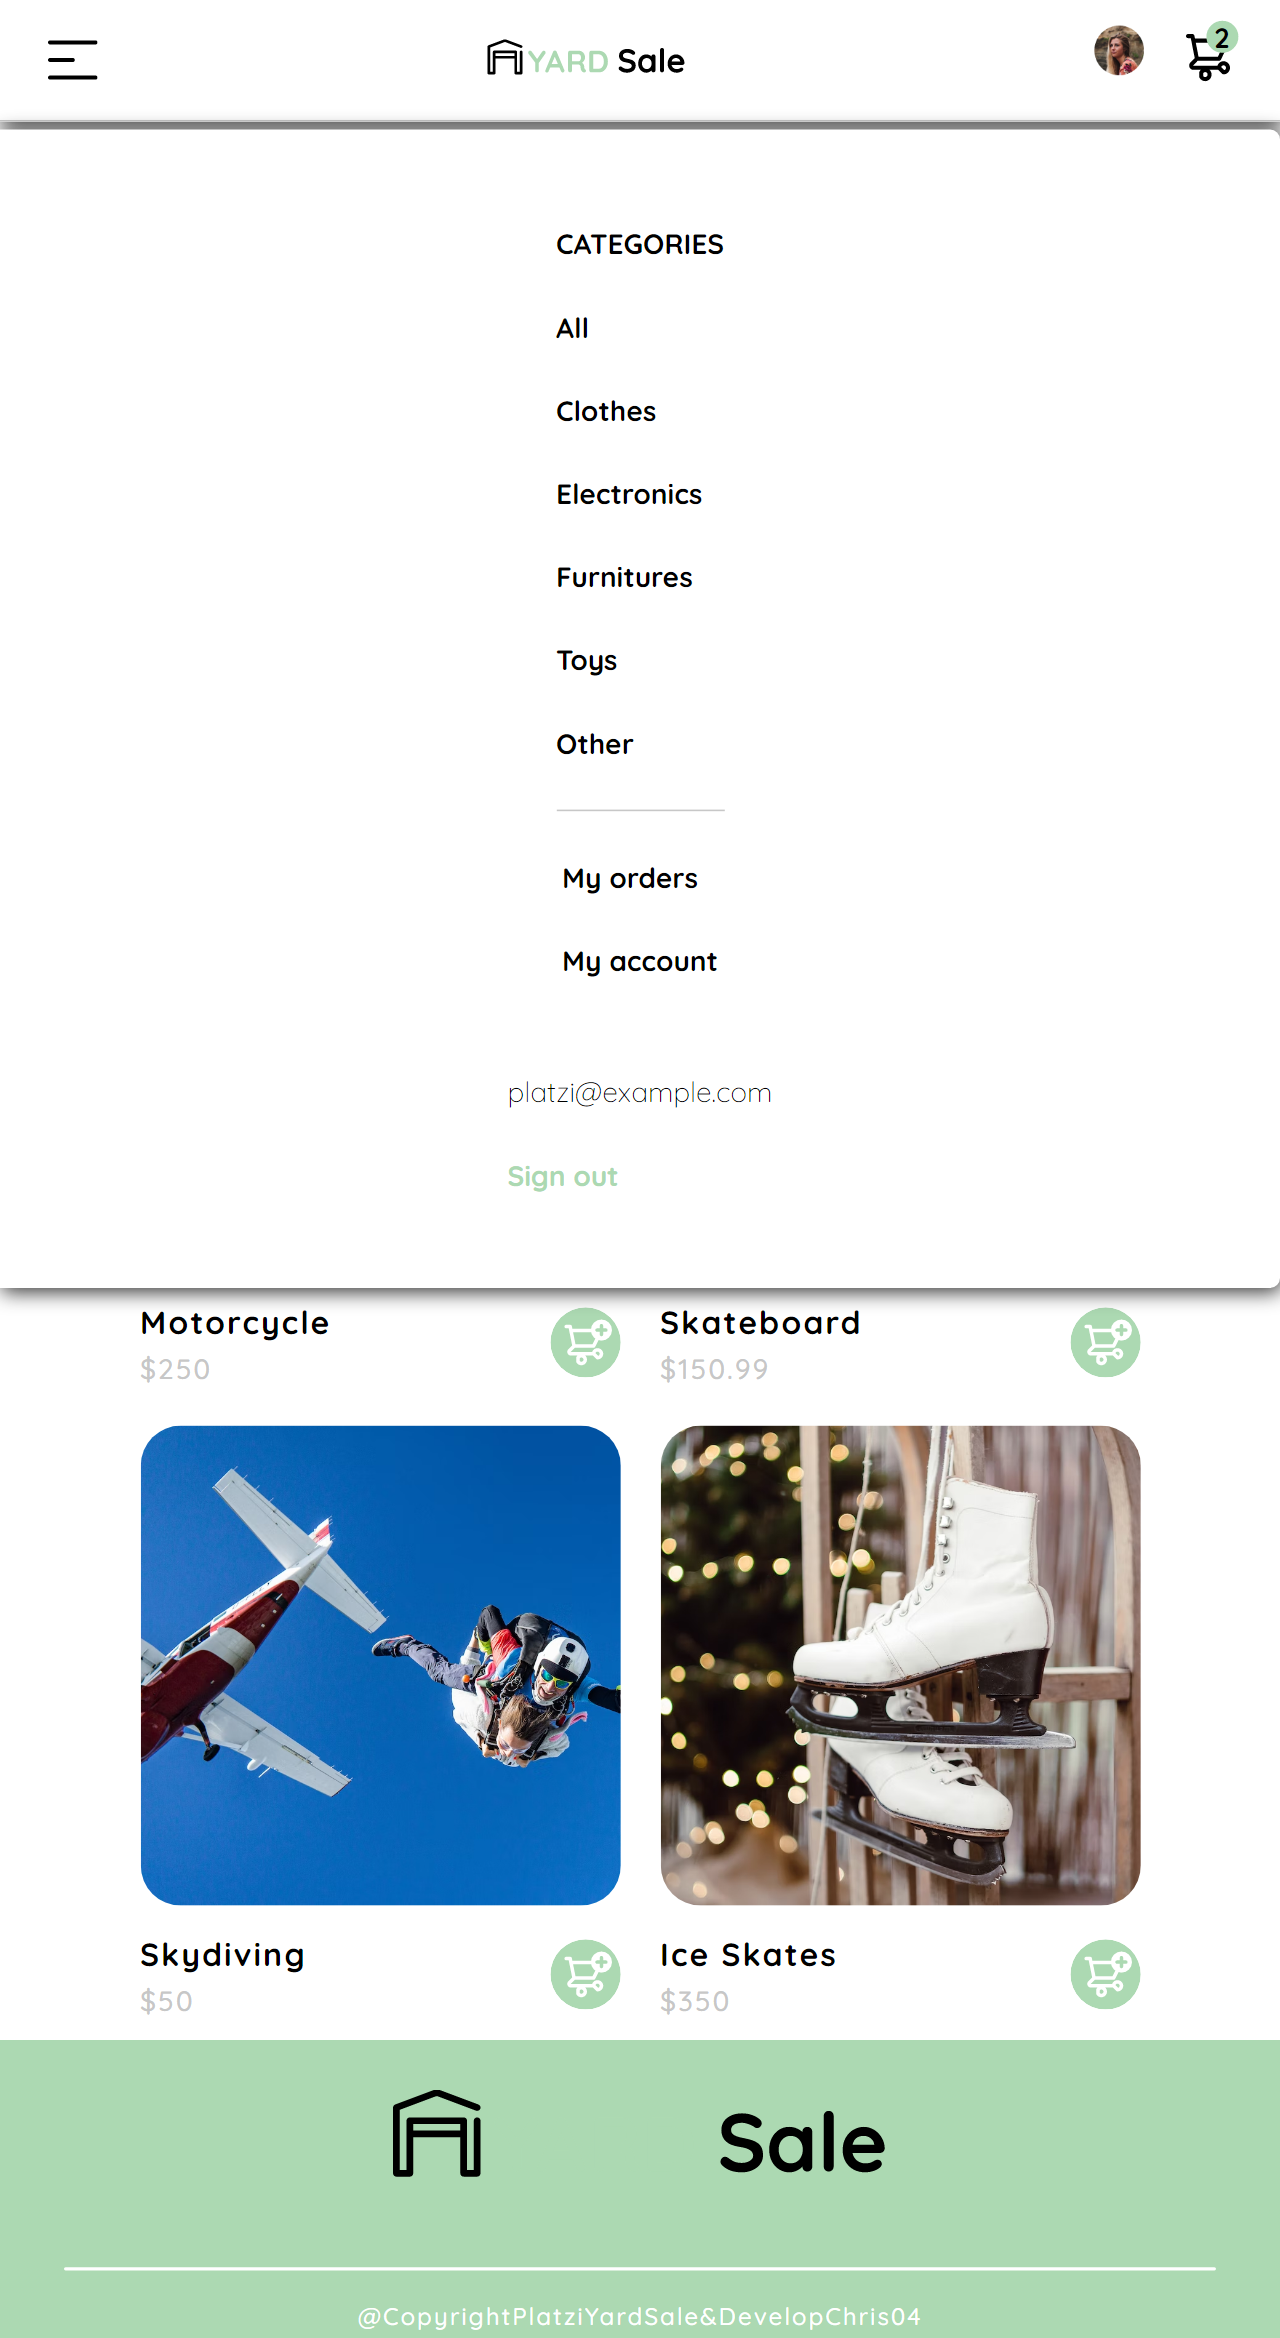 YARD Sale
2
CATEGORIES
All
Clothes
Electronics
Furnitures
Toys
Other
My orders
My account
platzi@example.com
Sign out
Motorcycle
$250
Skateboard
$150.99
Skydiving
$50
Ice Skates
$350
Sale
@CopyrightPlatziYardSale&DevelopChris04